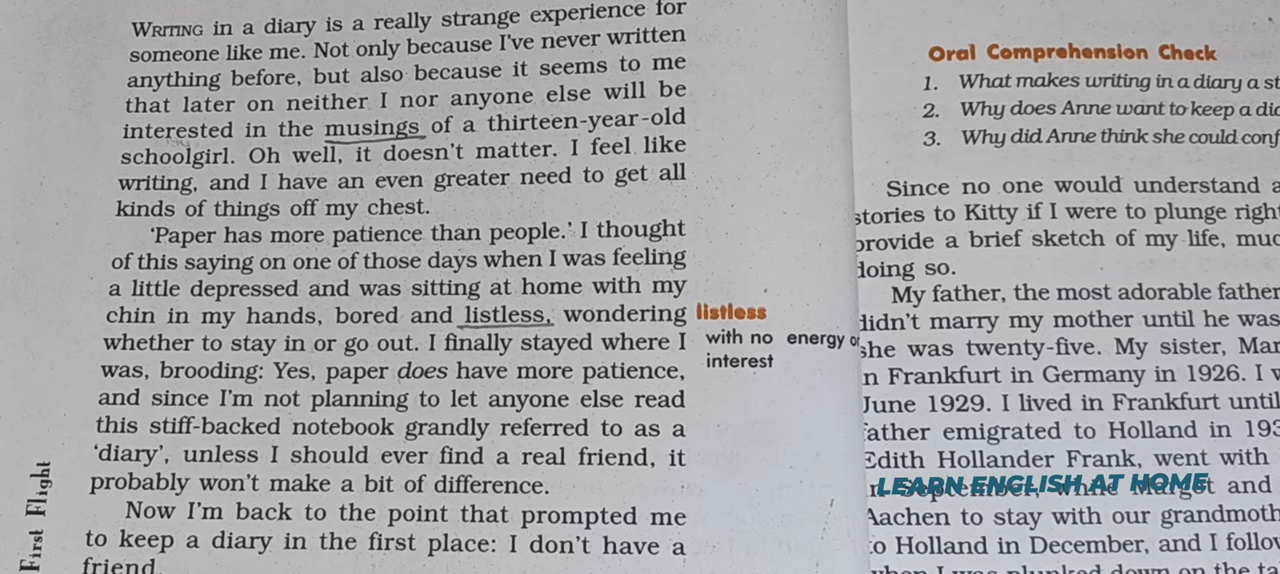 WRITING in a diary is a really strange experience for
someone like me. Not only because I've never written
anything before, but also because it seems to me
that later on neither I nor anyone else will be
interested in the musings of a thirteen-year-old
schoolgirl. Oh well, it doesn't matter. I feel like
writing, and I have an even greater need to get all
kinds of things off my chest.
'Paper has more patience than people.' I thought
of this saying on one of those days when I was feeling
a little depressed and was sitting at home with my
chin in my hands, bored and listless, wondering
whether to stay in or go out. I finally stayed where I
was, brooding: Yes, paper does have more patience,
and since I'm not planning to let anyone else read
this stiff-backed notebook grandly referred to as a
'diary', unless I should ever find a real friend, it
probably won't make a bit of difference.
Now I'm back to the point that prompted me
to keep a diary in the first place: I don't have a
friend.
listless
with no energy or
interest
First Flight
Oral Comprehension Check
1. What makes writing in a diary a st
2. Why does Anne want to keep a dia
3. Why did Anne think she could conf
Since no one would understand a
stories to Kitty if I were to plunge right
provide a brief sketch of my life, muc
doing so.
My father, the most adorable father
didn't marry my mother until he was
she was twenty-five. My sister, Mar
n Frankfurt in Germany in 1926. I w
June 1929. I lived in Frankfurt until
father emigrated to Holland in 193
Edith Hollander Frank, went with
September, while Margot and
LEARN ENGLISH AT HOME
Aachen to stay with our grandmoth
to Holland in December, and I follow
when I was plunked down on the ta